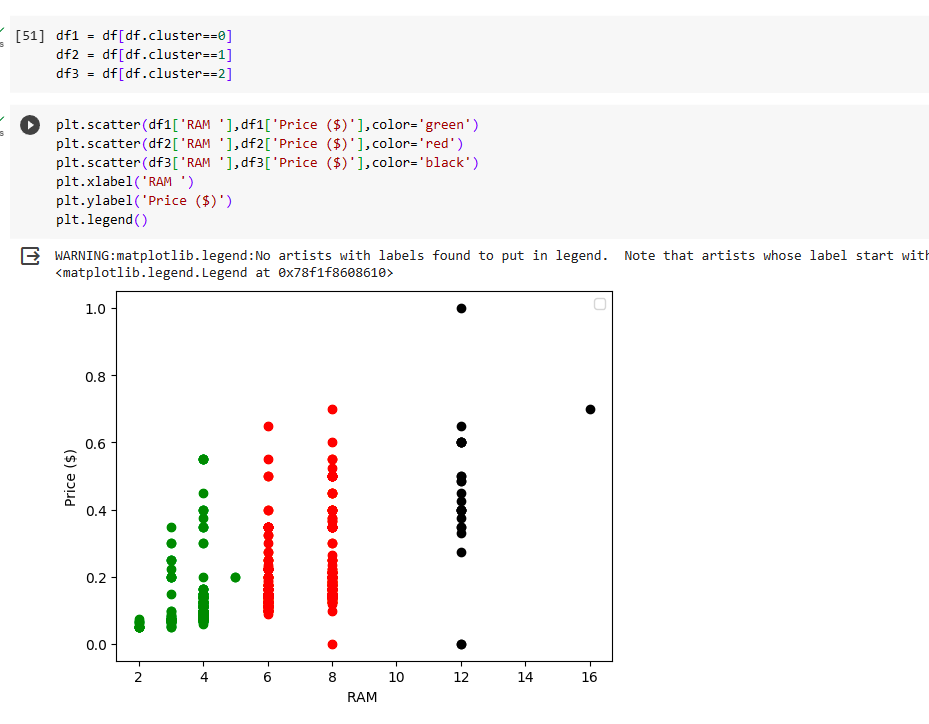 [51] df1 = df[df.cluster==0]
df2 = df[df.cluster==1]
df3 = df[df.cluster==2]
plt.scatter(df1['RAM '],df1['Price ($)'],color='green')
plt.scatter(df2['RAM '],df2['Price ($)'],color='red')
plt.scatter(df3['RAM '],df3['Price ($)'],color='black')
plt.xlabel('RAM ')
plt.ylabel('Price ($)')
plt.legend()
WARNING:matplotlib.legend:No artists with labels found to put in legend.  Note that artists whose label start with
<matplotlib.legend.Legend at 0x78f1f8608610>
1.0
0.8
0.6
0.4
0.2
0.0
Price ($)
2 4 6 8 10 12 14 16
RAM